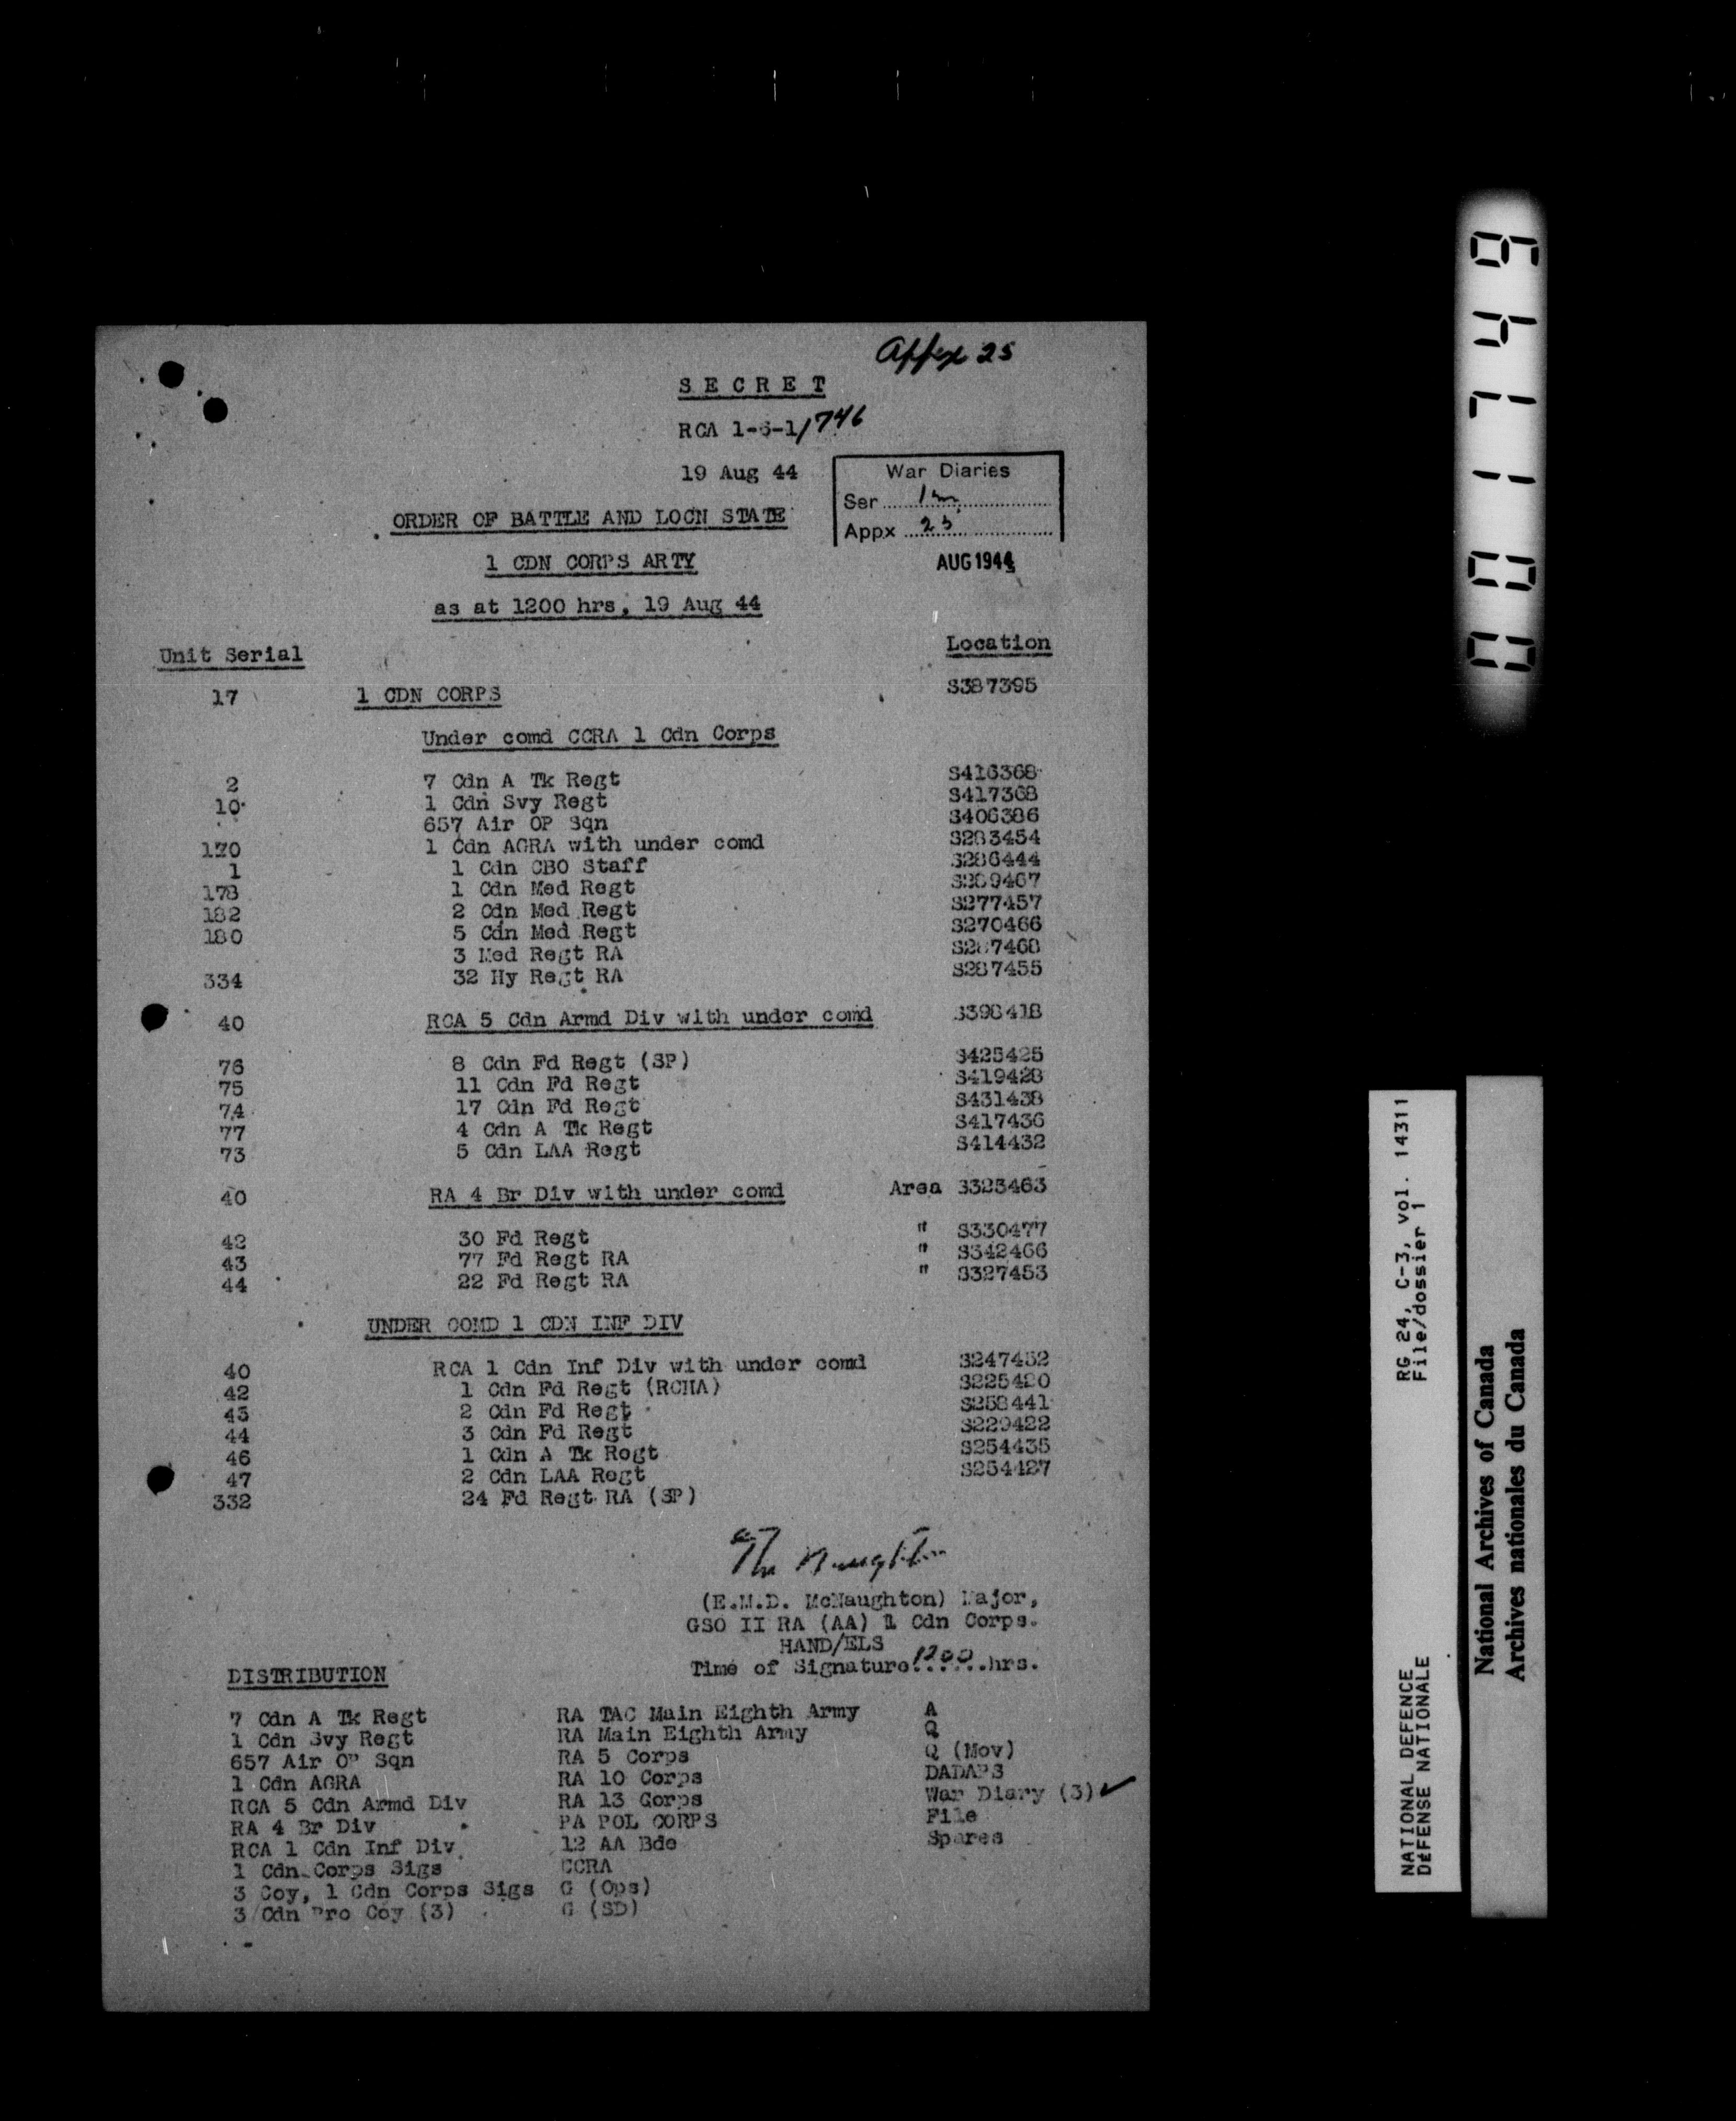 Appx 25
SECRET
RCA 1-6-1/746
19 Aug 44
War Diaries
Ser
Appx 25
AUG 1944
ORDER OF BATTLE AND LOCN STATE
1 CDN CORPS ARTY
as at 1200 hrs, 19 Aug 44
Unit Serial Location
17 1 CDN CORPS S387395
Under comd CCRA 1 Cdn Corps
2 7 Cdn A Tk Regt S416368
10 1 Cdn Svy Regt S417368
657 Air OP Sqn S406386
170 1 Cdn AGRA with under comd S283454
1 1 Cdn CBO Staff S286444
178 1 Cdn Med Regt S289467
182 2 Cdn Med Regt S277457
180 5 Cdn Med Regt S270466
3 Med Regt RA
334 32 Hy Regt RA S287455
40 RCA 5 Cdn Armd Div with under comd S398418
76 8 Cdn Fd Regt (SP) S425425
75 11 Cdn Fd Regt S419428
74 17 Cdn Fd Regt S431438
77 4 Cdn A Tk Regt S417436
73 5 Cdn LAA Regt S414432
40 RA 4 Br Div with under comd Area S323463
42 30 Fd Regt " S330477
43 77 Fd Regt RA " S342466
44 22 Fd Regt RA " S327453
UNDER COMD 1 CDN INF DIV
40 RCA 1 Cdn Inf Div with under comd S247452
42 1 Cdn Fd Regt (RCHA) S225420
43 2 Cdn Fd Regt S258441
44 3 Cdn Fd Regt S229422
46 1 Cdn A Tk Regt S254435
47 2 Cdn LAA Regt S254427
332 24 Fd Regt RA (SP)
(E.M.D. McNaughton) Major,
GSO II RA (AA) 1 Cdn Corps.
HAND/ELS
Time of Signature 1200 hrs.
DISTRIBUTION
7 Cdn A Tk Regt RA TAC Main Eighth Army A
1 Cdn Svy Regt RA Main Eighth Army Q
657 Air OP Sqn RA 5 Corps Q (Mov)
1 Cdn AGRA RA 10 Corps DADAPS
RCA 5 Cdn Armd Div RA 13 Corps War Diary (3) ✓
RA 4 Br Div RA POL CORPS File
RCA 1 Cdn Inf Div 12 AA Bde Spares
1 Cdn Corps Sigs CCRA
3 Coy, 1 Cdn Corps Sigs G (Ops)
3 Cdn Pro Coy (3) G (SD)
001749
RG 24, C-3, vol. 14311
File/dossier 1
NATIONAL DEFENCE
DÉFENSE NATIONALE
National Archives of Canada
Archives nationales du Canada